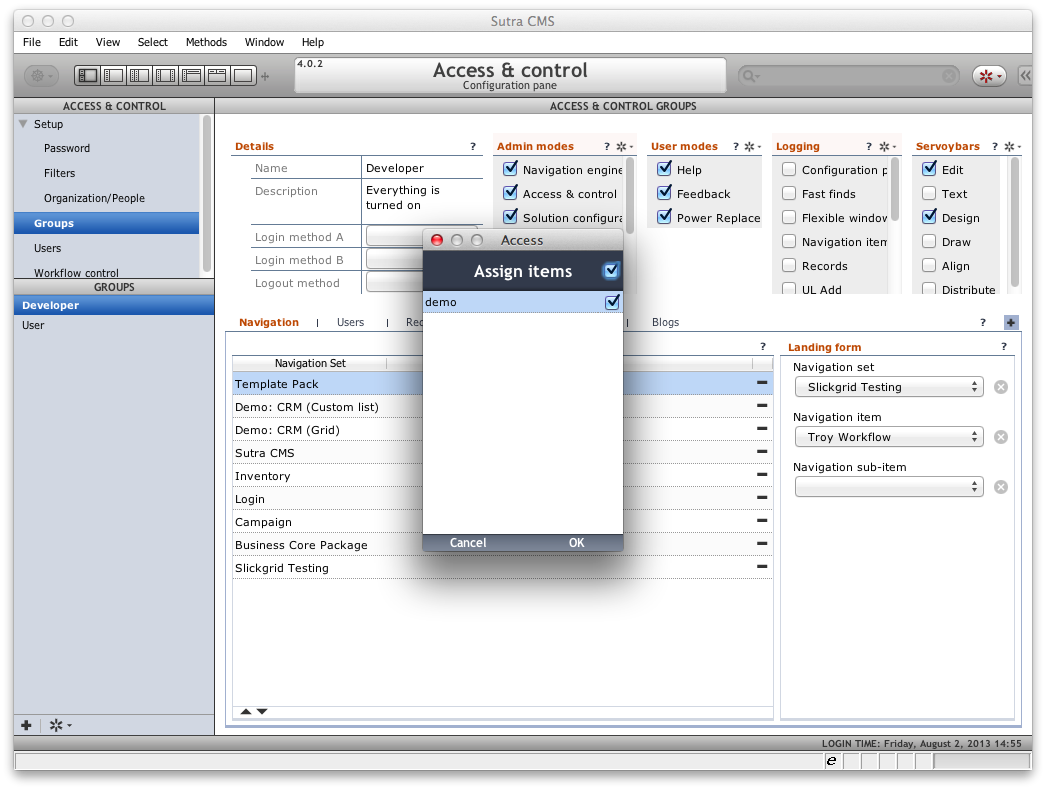 Sutra CMS
File Edit View Select Methods Window Help
4.0.2
Access & control
Configuration pane
ACCESS & CONTROL
Setup
Password
Filters
Organization/People
Groups
Users
Workflow control
GROUPS
Developer
User
ACCESS & CONTROL GROUPS
Details ?
Name Developer
Description Everything is
turned on
Login method A
Login method B
Logout method
Admin modes ?
Navigation engine
Access & control
Solution configura
User modes ?
Help
Feedback
Power Replace
Logging ?
Configuration p
Fast finds
Flexible window
Navigation item
Records
UL Add
Servoybars ?
Edit
Text
Design
Draw
Align
Distribute
Navigation Users Rec Blogs ?
?
Navigation Set
Template Pack
Demo: CRM (Custom list)
Demo: CRM (Grid)
Sutra CMS
Inventory
Login
Campaign
Business Core Package
Slickgrid Testing
Landing form ?
Navigation set
Slickgrid Testing
Navigation item
Troy Workflow
Navigation sub-item
Access
Assign items
demo
Cancel OK
LOGIN TIME: Friday, August 2, 2013 14:55
e